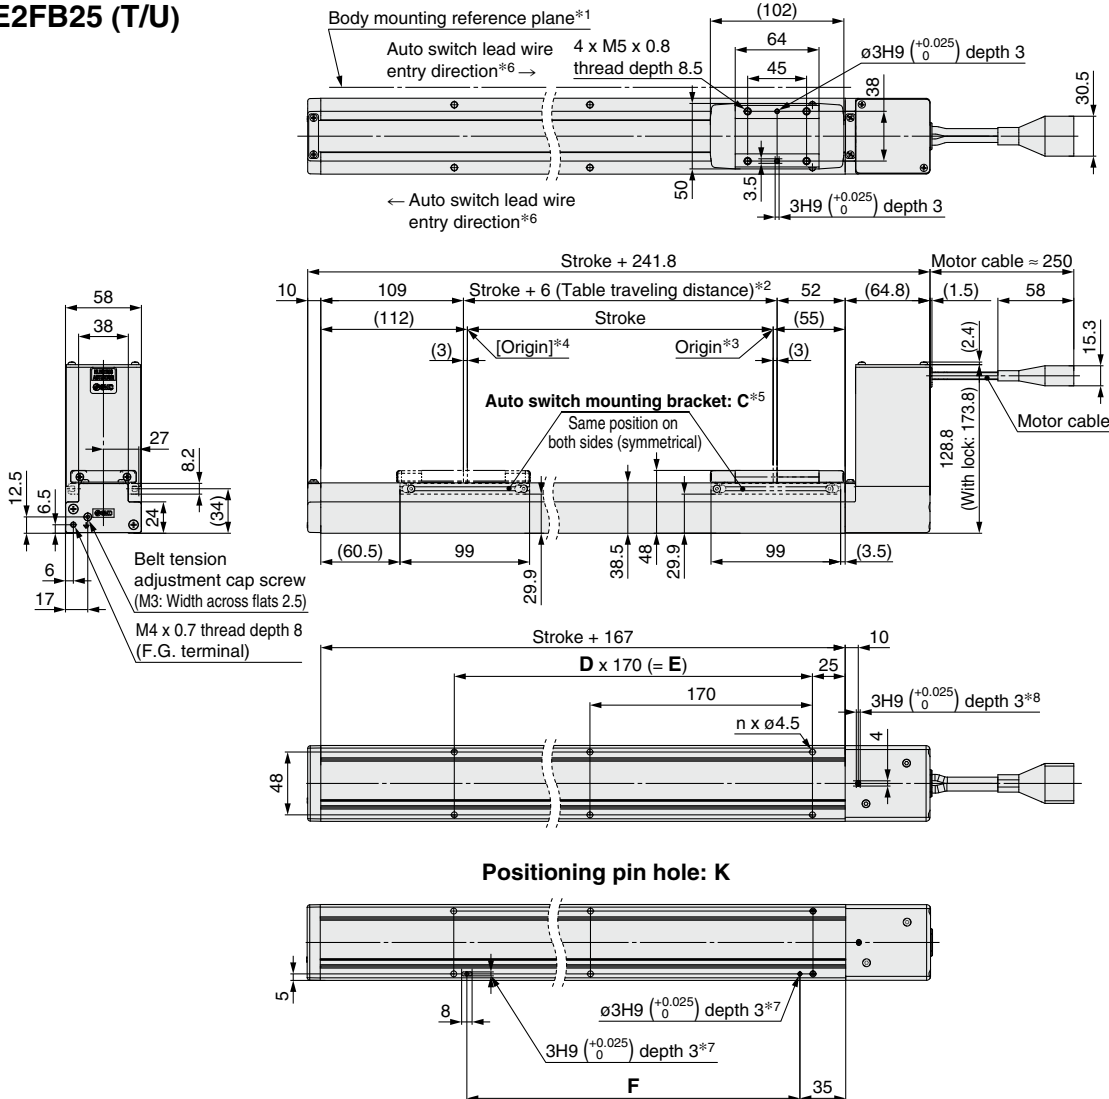 E2FB25 (T/U)
Body mounting reference plane*1
Auto switch lead wire
entry direction*6 →
4 x M5 x 0.8
thread depth 8.5
(102)
64
45
ø3H9 (+0.025 0) depth 3
38
30.5
50
3.5
3H9 (+0.025 0) depth 3
← Auto switch lead wire
entry direction*6
Stroke + 241.8
Motor cable ≈ 250
10
109
Stroke + 6 (Table traveling distance)*2
52
(64.8)
(1.5)
58
(112)
Stroke
(55)
(3)
[Origin]*4
Origin*3
(3)
(2.4)
15.3
Auto switch mounting bracket: C*5
Same position on
both sides (symmetrical)
Motor cable
128.8
(With lock: 173.8)
58
38
27
8.2
12.5
6.5
24
(34)
6
17
Belt tension
adjustment cap screw
(M3: Width across flats 2.5)
M4 x 0.7 thread depth 8
(F.G. terminal)
(60.5)
99
29.9
38.5
48
29.9
99
(3.5)
Stroke + 167
10
D x 170 (= E)
25
170
3H9 (+0.025 0) depth 3*8
n x ø4.5
4
48
Positioning pin hole: K
5
8
ø3H9 (+0.025 0) depth 3*7
3H9 (+0.025 0) depth 3*7
F
35